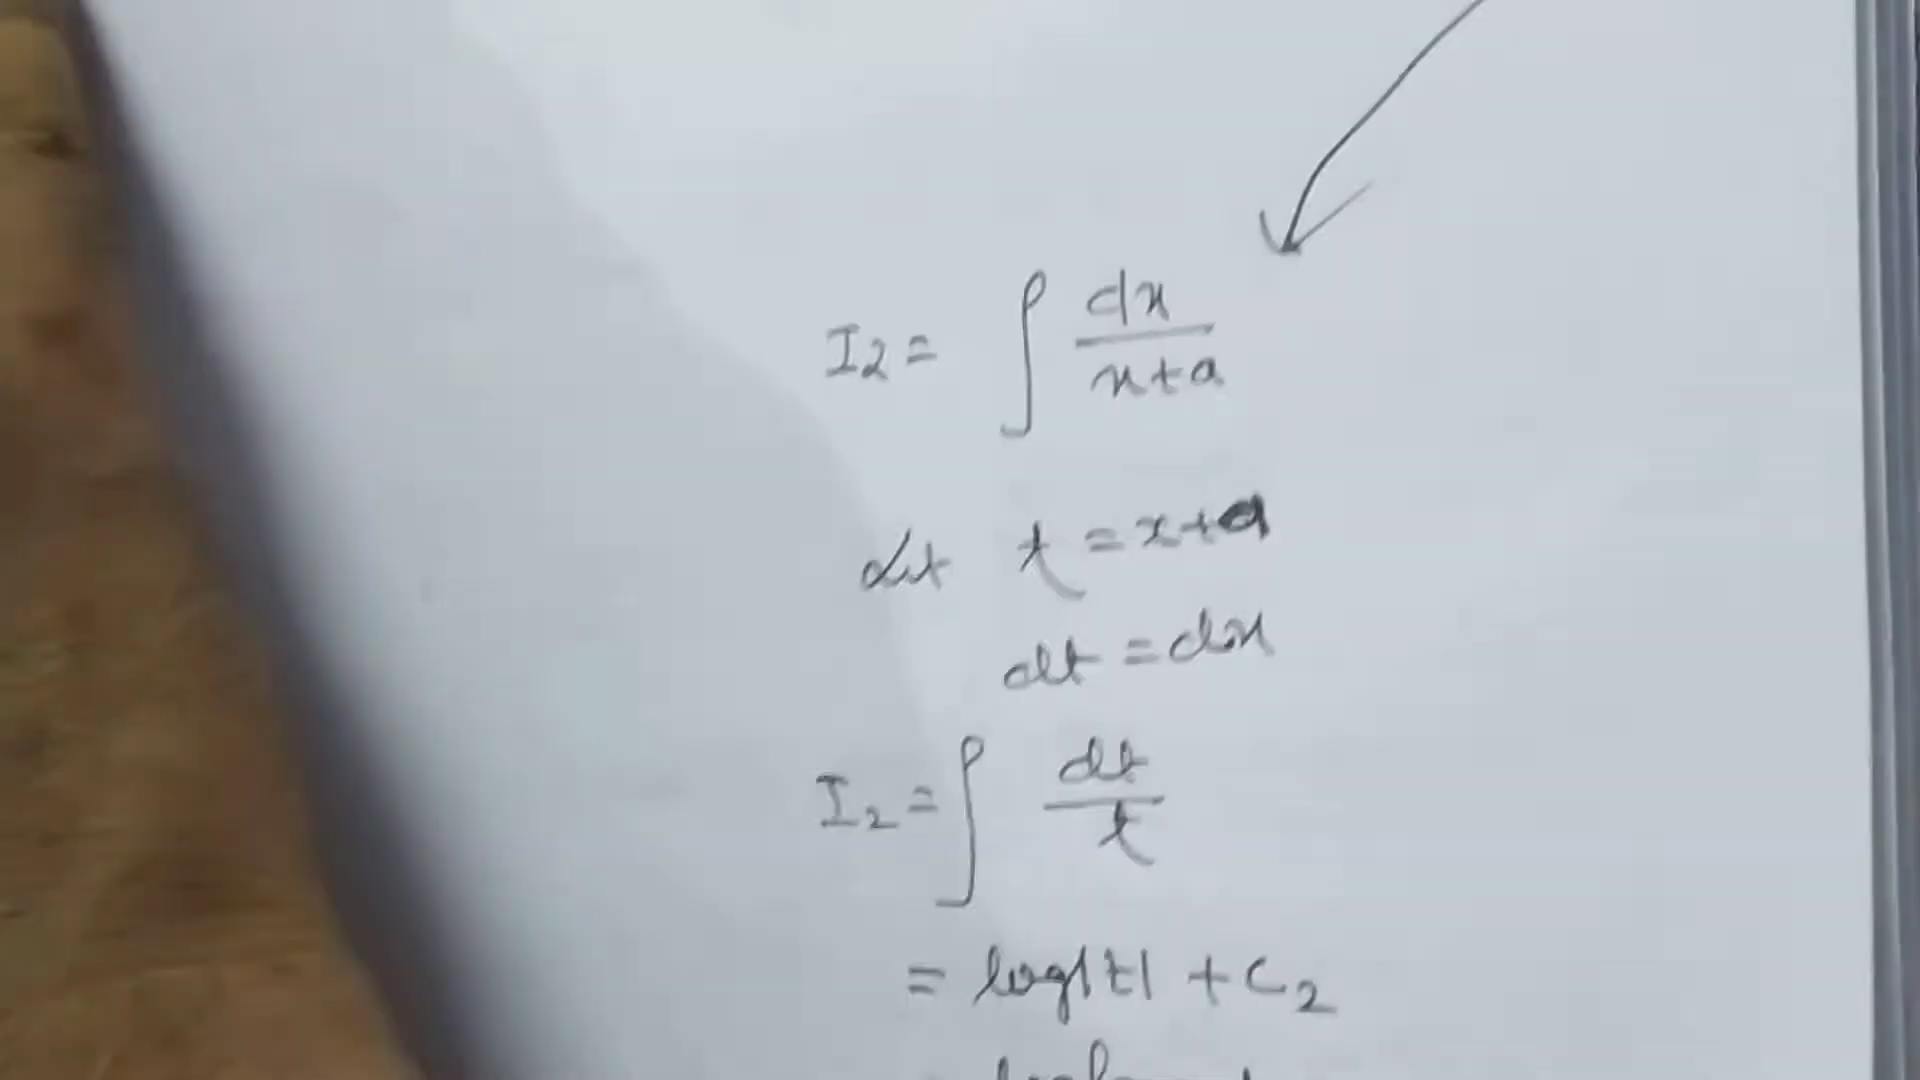 I2 = ∫ dx/x+a
Let t = x+a
dt = dx
I2 = ∫ dt/t
= log|t| + C2